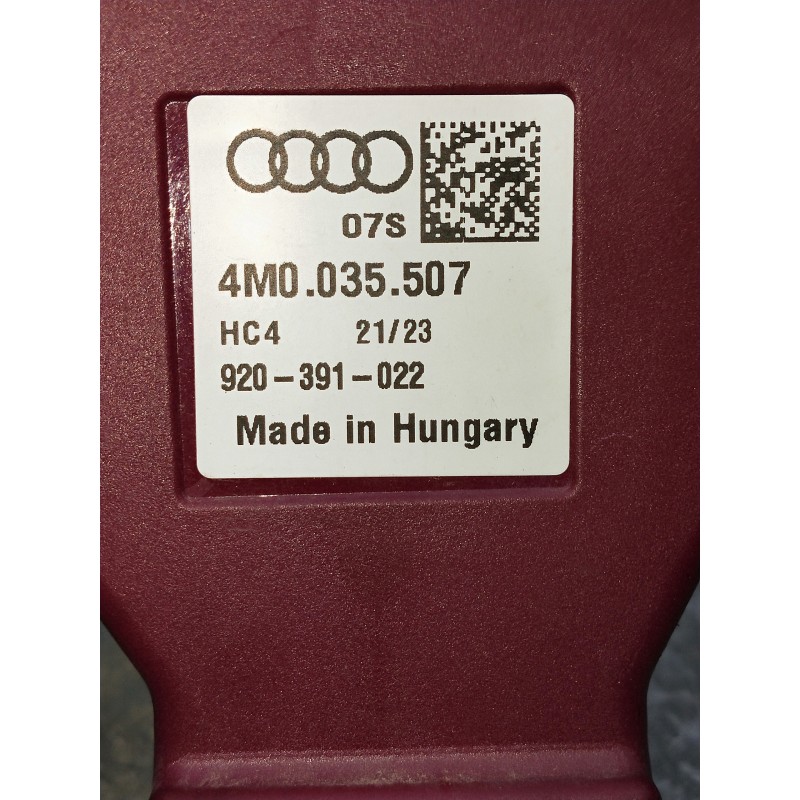 07S
4M0.035.507
HC4 21/23
920-391-022
Made in Hungary